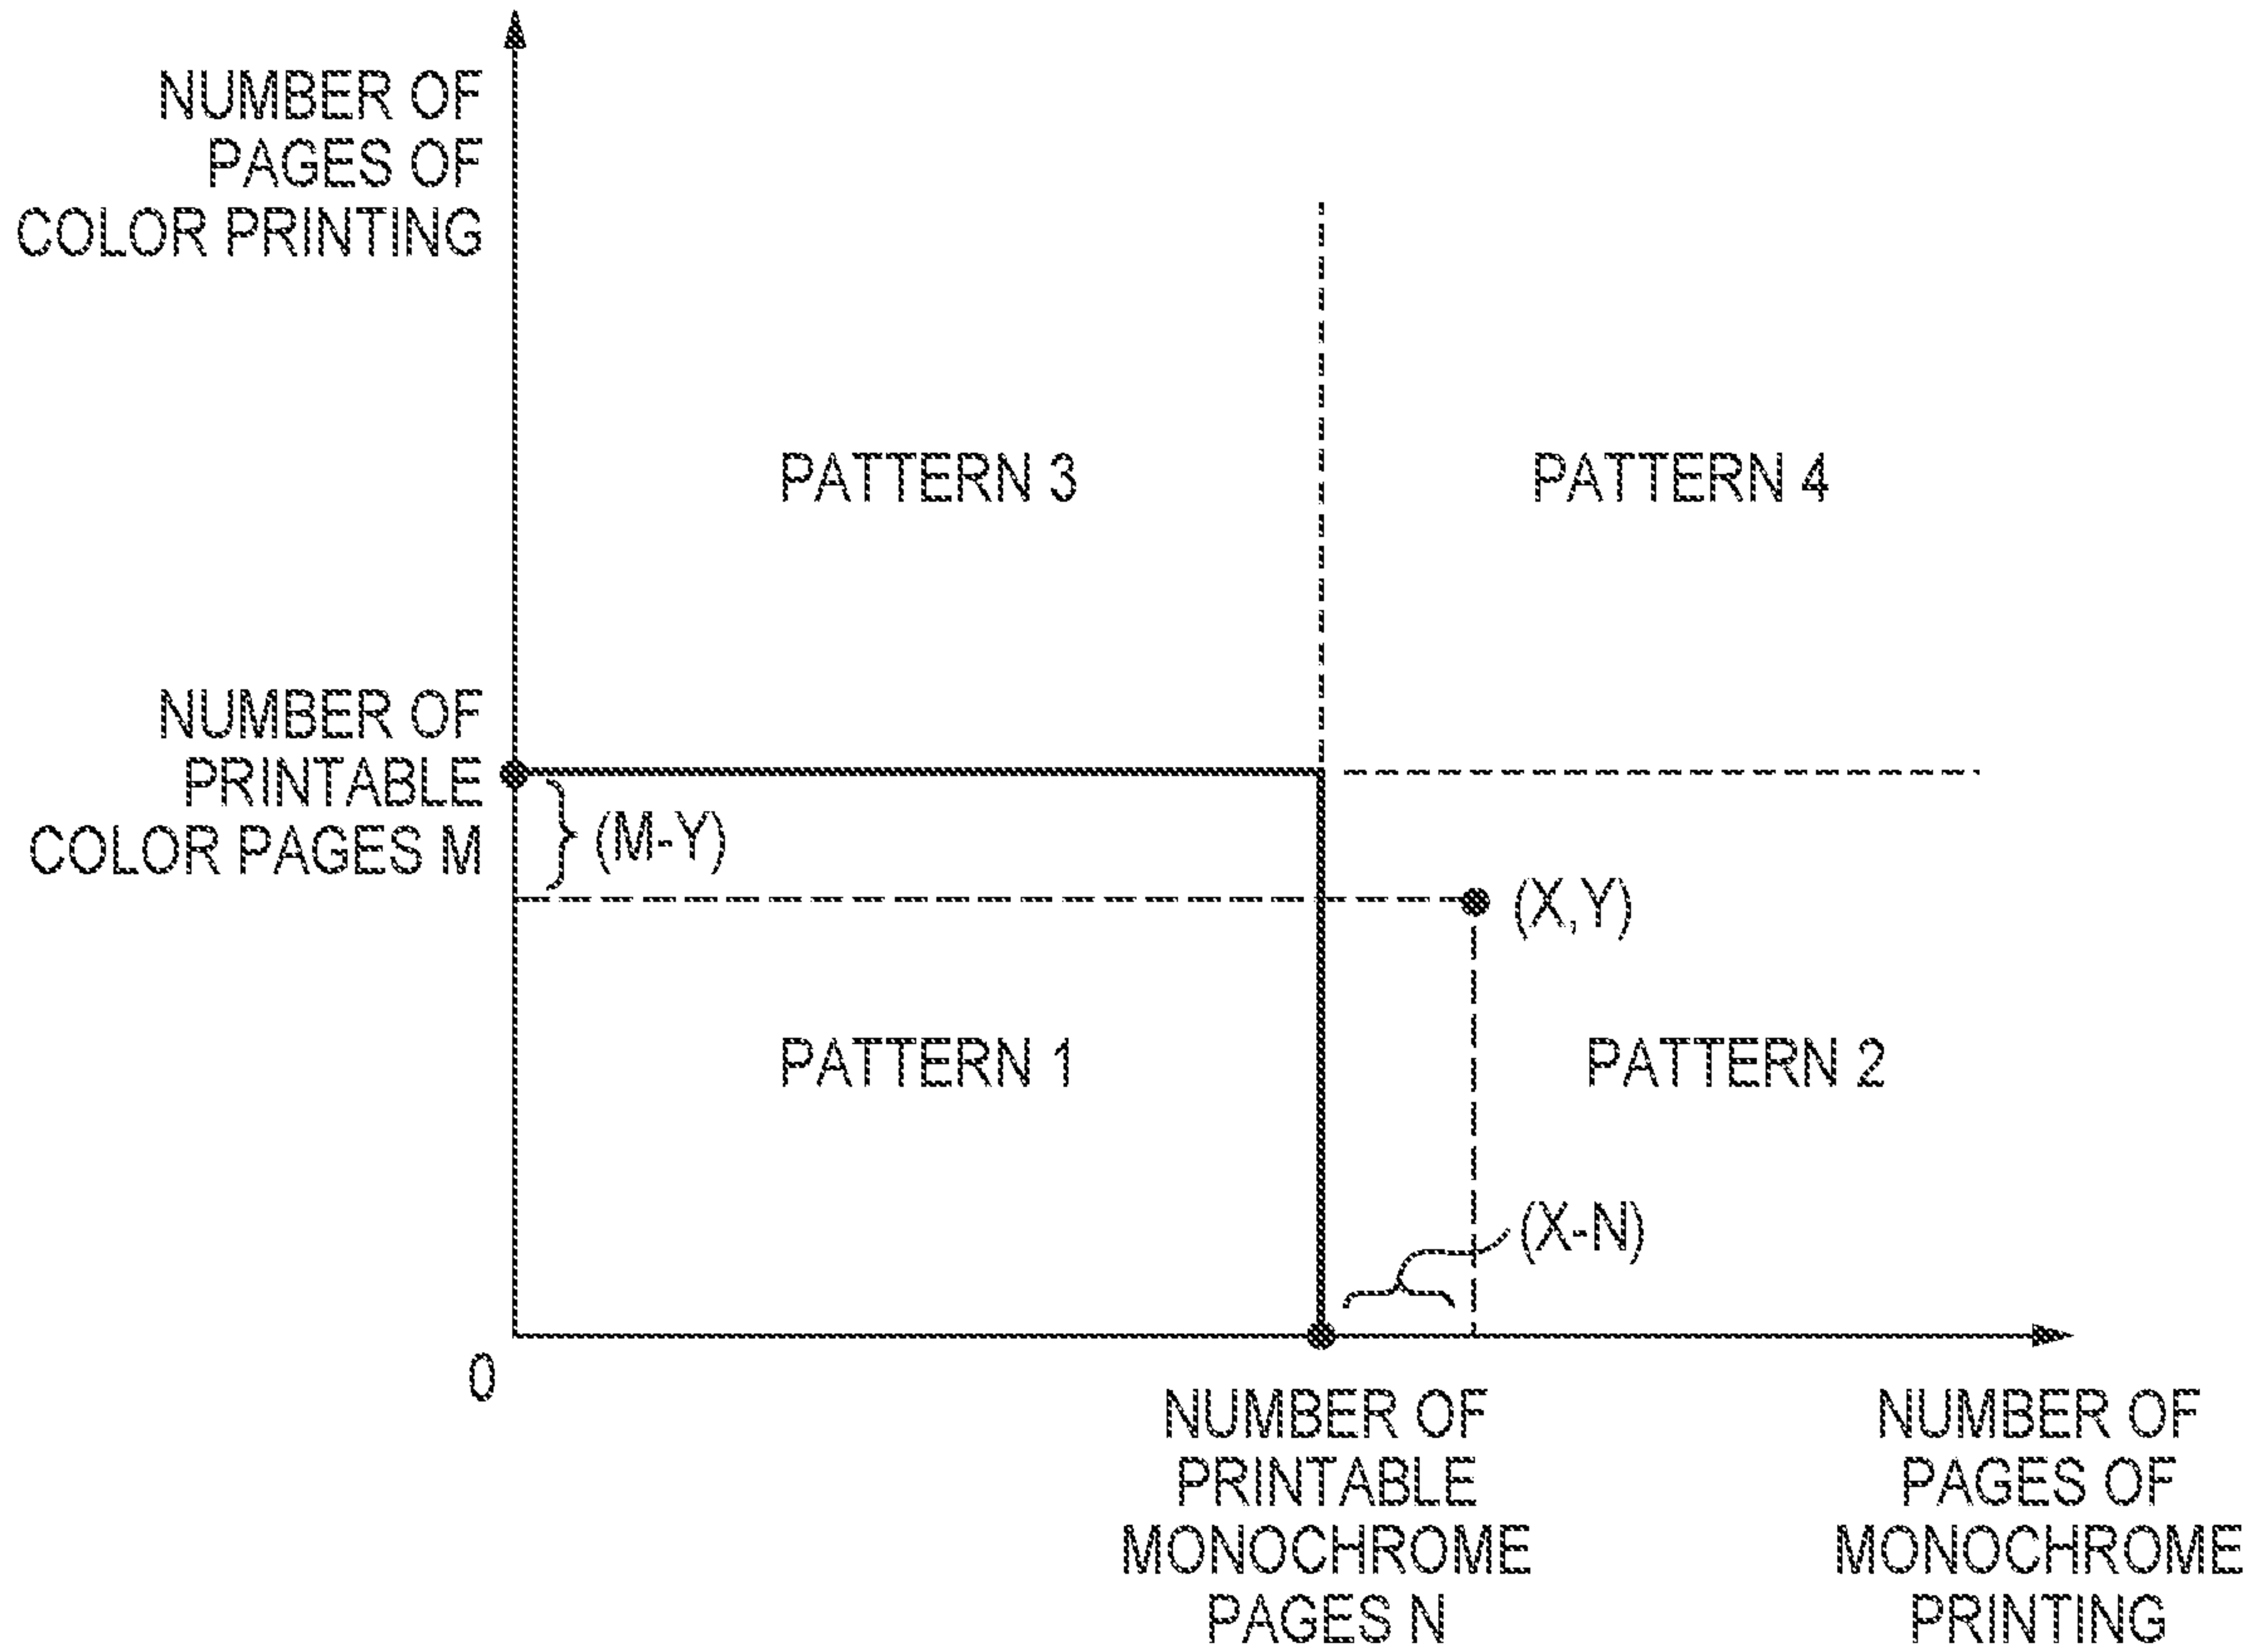 NUMBER OF
PAGES OF
COLOR PRINTING
PATTERN 3
PATTERN 4
NUMBER OF
PRINTABLE
COLOR PAGES M
(M-Y)
(X,Y)
PATTERN 1
PATTERN 2
(X-N)
0
NUMBER OF
PRINTABLE
MONOCHROME
PAGES N
NUMBER OF
PAGES OF
MONOCHROME
PRINTING